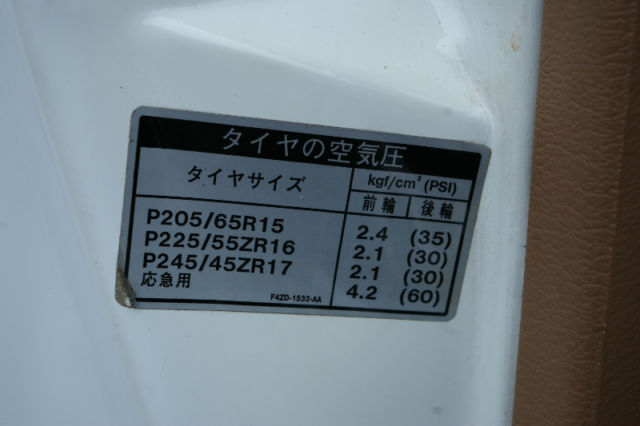 タイヤの空気圧
タイヤサイズ
kgf/cm² (PSI)
前輪 後輪
P205/65R15 2.4 (35)
P225/55ZR16 2.1 (30)
P245/45ZR17 2.1 (30)
応急用 4.2 (60)
F4ZD-1532-AA